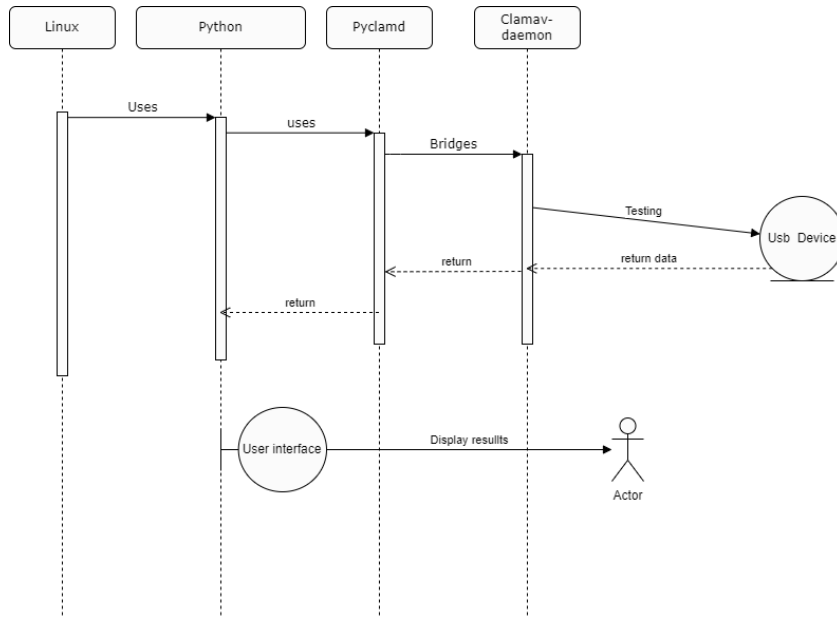 Linux
Python
Pyclamd
Clamav-
daemon
Uses
uses
Bridges
Testing
Usb Device
return data
return
return
User interface
Display resullts
Actor